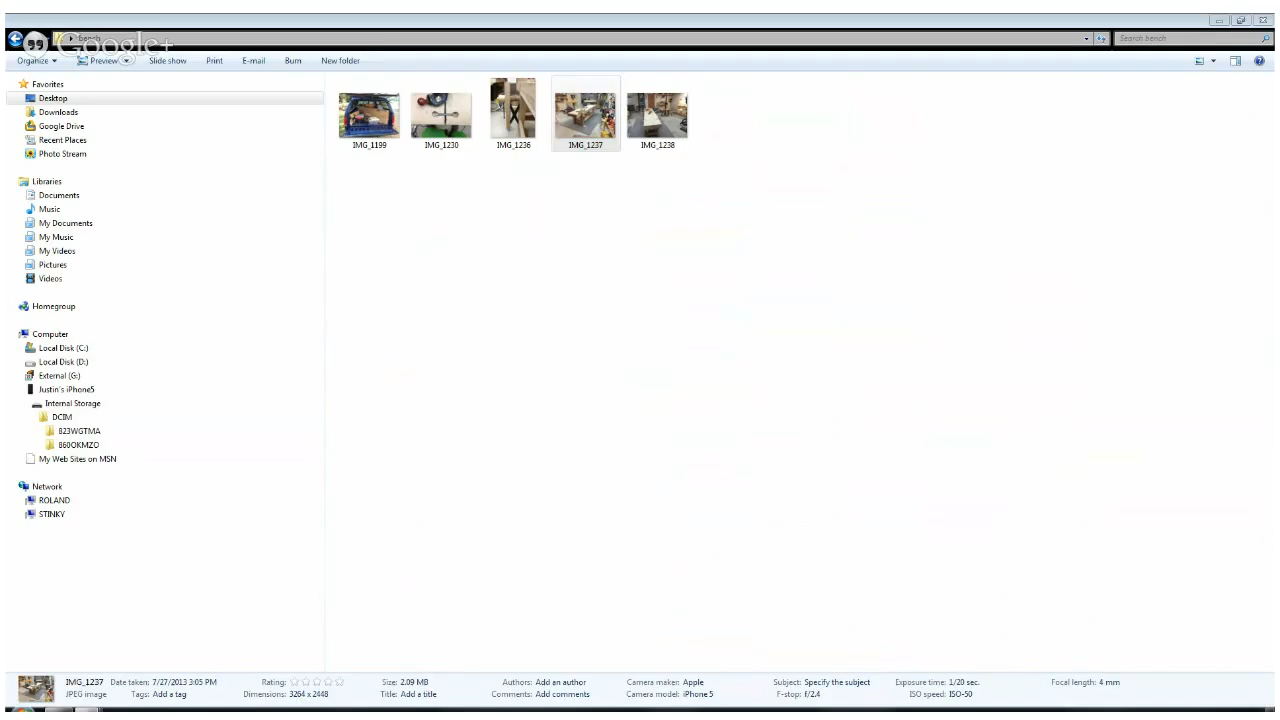 Google+
bench
Search bench
Organize Preview Slide show Print E-mail Burn New folder
Favorites
Desktop
Downloads
Google Drive
Recent Places
Photo Stream
Libraries
Documents
Music
My Documents
My Music
My Videos
Pictures
Videos
Homegroup
Computer
Local Disk (C:)
Local Disk (D:)
External (G:)
Justin's iPhone5
Internal Storage
DCIM
823WGTMA
860OKMZO
My Web Sites on MSN
Network
ROLAND
STINKY
IMG_1199 IMG_1230 IMG_1236 IMG_1237 IMG_1238
IMG_1237 Date taken: 7/27/2013 3:05 PM Rating: Size: 2.09 MB Authors: Add an author Camera maker: Apple Subject: Specify the subject Exposure time: 1/20 sec. Focal length: 4 mm
JPEG image Tags: Add a tag Dimensions: 3264 x 2448 Title: Add a title Comments: Add comments Camera model: iPhone 5 F-stop: f/2.4 ISO speed: ISO-50